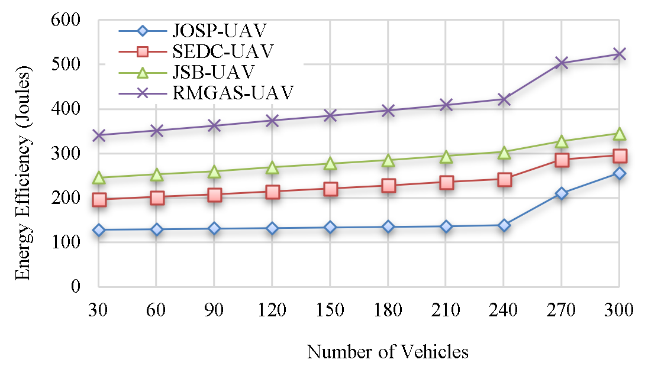 600
500
400
300
200
100
0
Energy Efficiency (Joules)
JOSP-UAV
SEDC-UAV
JSB-UAV
RMGAS-UAV
30 60 90 120 150 180 210 240 270 300
Number of Vehicles